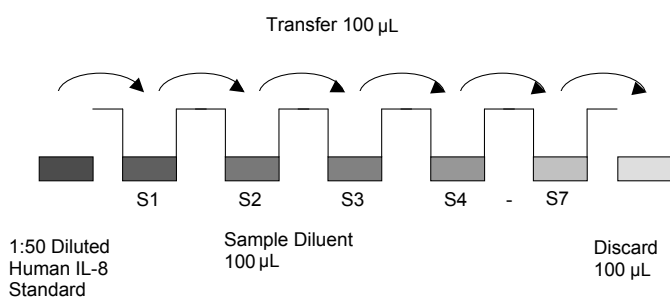 Transfer 100 µL
S1 S2 S3 S4 - S7
1:50 Diluted
Human IL-8
Standard
Sample Diluent
100 µL
Discard
100 µL